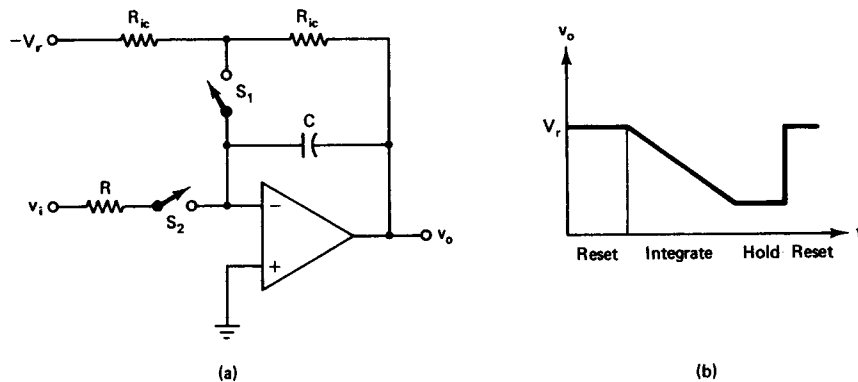 R_ic
R_ic
−V_r
S_1
C
v_i
R
S_2
−
+
v_o
(a)
v_o
V_r
t
Reset
Integrate
Hold
Reset
(b)